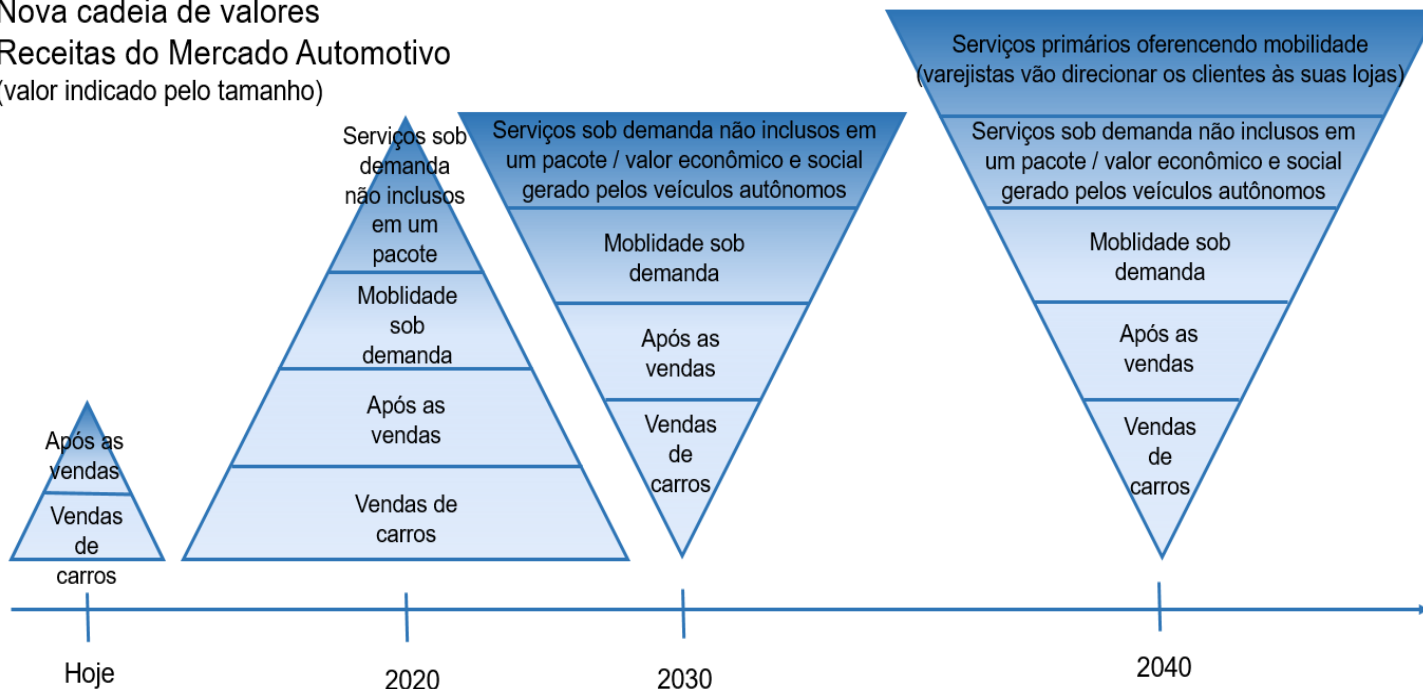 Nova cadeia de valores
Receitas do Mercado Automotivo
(valor indicado pelo tamanho)
Após as
vendas
Vendas
de
carros
Serviços sob
demanda
não inclusos
em um
pacote
Moblidade
sob
demanda
Após as
vendas
Vendas de
carros
Serviços sob demanda não inclusos em
um pacote / valor econômico e social
gerado pelos veículos autônomos
Moblidade sob
demanda
Após as
vendas
Vendas
de
carros
Serviços primários oferencendo mobilidade
(varejistas vão direcionar os clientes às suas lojas)
Serviços sob demanda não inclusos em
um pacote / valor econômico e social
gerado pelos veículos autônomos
Moblidade sob
demanda
Após as
vendas
Vendas
de
carros
Hoje
2020
2030
2040